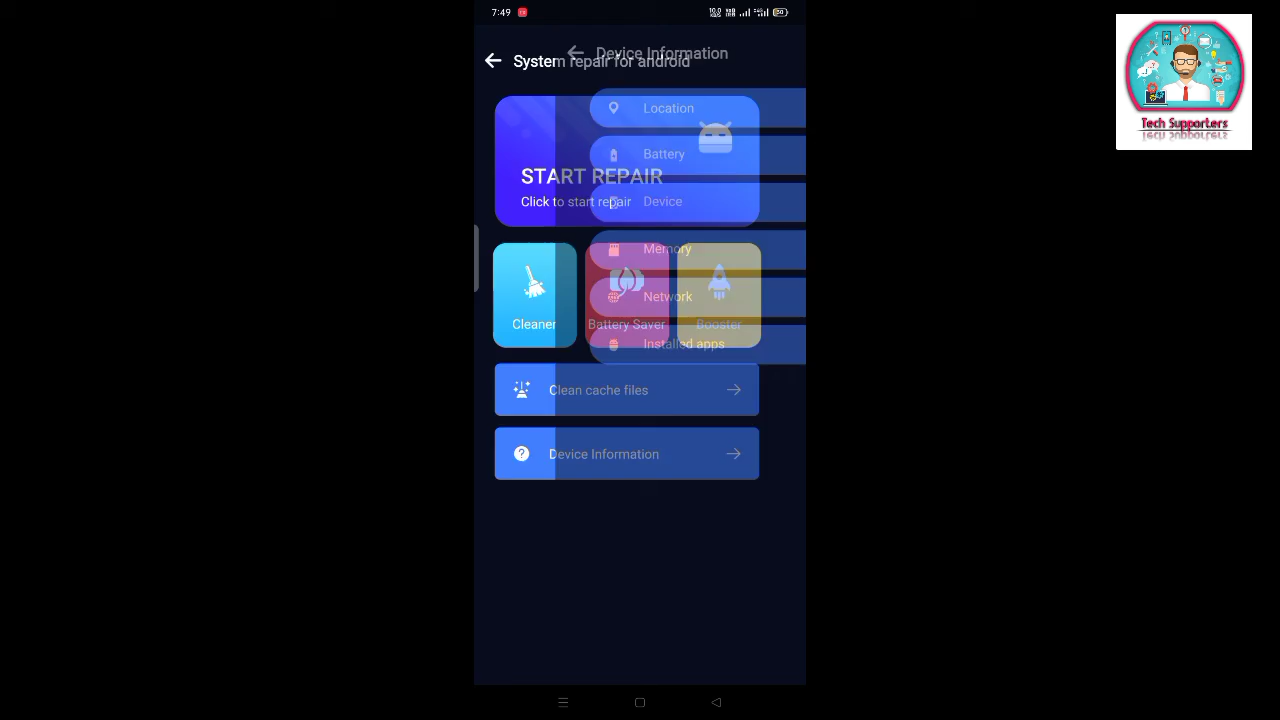 7:49
Device Information
System repair for android
Location
Battery
START REPAIR
Click to start repair
Device
Memory
Network
Cleaner
Battery Saver
Booster
Installed apps
Clean cache files
Device Information
Tech Supporters